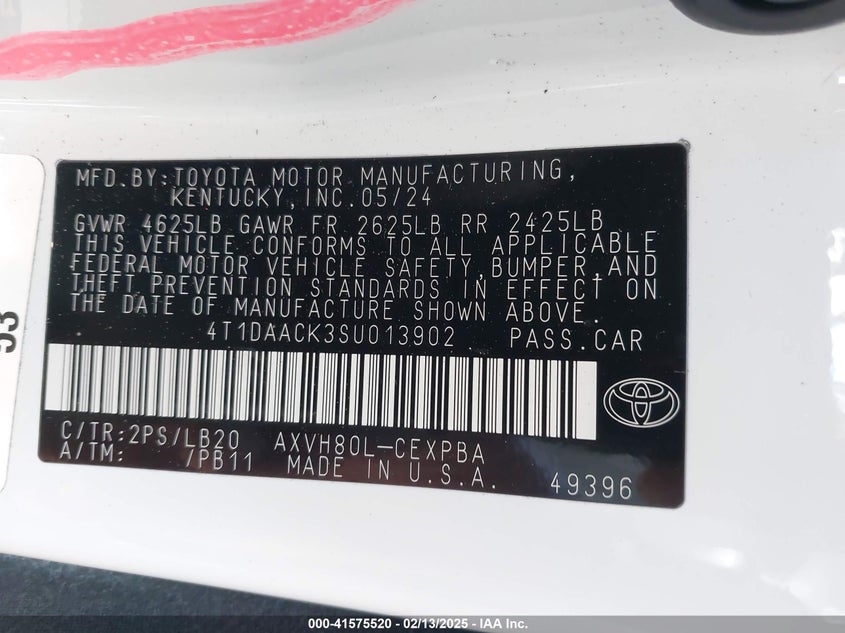 MFD.BY:TOYOTA MOTOR MANUFACTURING,
KENTUCKY,INC.05/24
GVWR 4625LB GAWR FR 2625LB RR 2425LB
THIS VEHICLE CONFORMS TO ALL APPLICABLE
FEDERAL MOTOR VEHICLE SAFETY,BUMPER,AND
THEFT PREVENTION STANDARDS IN EFFECT ON
THE DATE OF MANUFACTURE SHOWN ABOVE.
4T1DAACK3SU013902 PASS.CAR
C/TR:2PS/LB20 AXVH80L-CEXPBA
A/TM: /PB11 MADE IN U.S.A.
49396
53
000-41575520 - 02/13/2025 - IAA Inc.